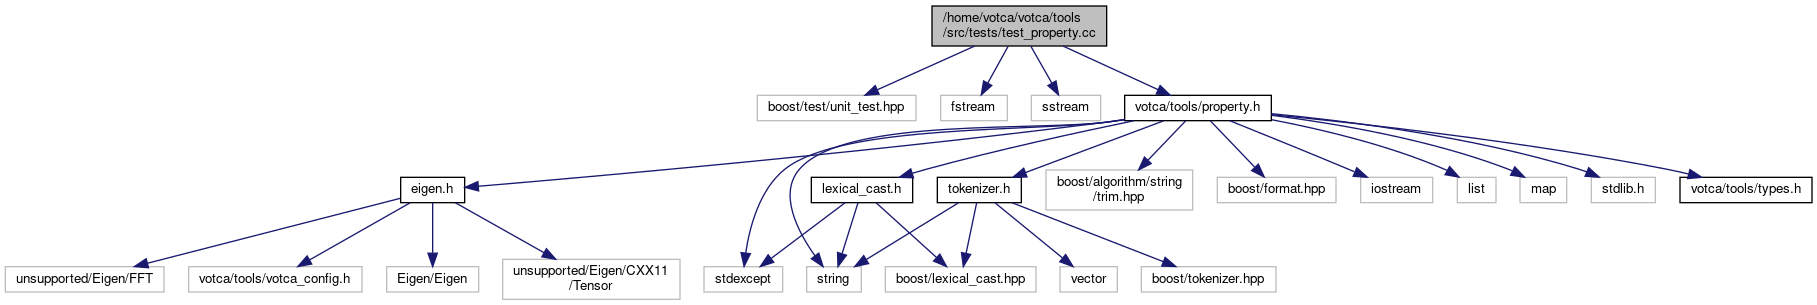 /home/votca/votca/tools
/src/tests/test_property.cc
boost/test/unit_test.hpp
fstream
sstream
votca/tools/property.h
eigen.h
lexical_cast.h
tokenizer.h
boost/algorithm/string
/trim.hpp
boost/format.hpp
iostream
list
map
stdlib.h
votca/tools/types.h
unsupported/Eigen/FFT
votca/tools/votca_config.h
Eigen/Eigen
unsupported/Eigen/CXX11
/Tensor
stdexcept
string
boost/lexical_cast.hpp
vector
boost/tokenizer.hpp